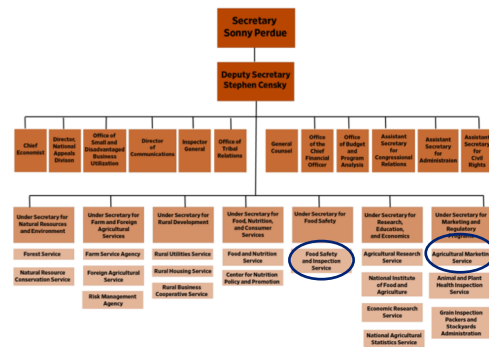 Secretary
Sonny Perdue
Deputy Secretary
Stephen Censky
Chief
Economist
Director,
National
Appeals
Divison
Office of
Small and
Disadvantaged
Business
Utilization
Director
of
Communications
Inspector
General
Office of
Tribal
Relations
General
Counsel
Office
of the
Chief
Financial
Officer
Office
of Budget
and
Program
Analysis
Assistant
Secretary
for
Congressional
Relations
Assistant
Secretary
for
Administraion
Assistant
Secretary
for
Civil
Rights
Under Secretary for
Natural Resources
and Environment
Under Secretary for
Farm and Foreign
Agricultural
Services
Under Secretary for
Rural Development
Under Secretary for
Food, Nutrition,
and Consumer
Services
Under Secretary for
Food Safety
Under Secretary for
Research,
Education,
and Economics
Under Secretary for
Marketing and
Regulatory
Programs
Forest Service
Natural Resource
Conservation Service
Farm Service Agency
Foreign Agricultural
Service
Risk Management
Agency
Rural Utilities Service
Rural Housing Service
Rural Business
Cooperative Service
Food and Nutrition
Service
Center for Nutrition
Policy and Promotion
Food Safety
and Inspection
Service
Agricultural Research
Service
National Institute
of Food and
Agriculture
Economic Research
Service
National Agricultural
Statistics Service
Agricultural Marketing
Service
Animal and Plant
Health Inspection
Service
Grain Inspection
Packers and
Stockyards
Administration